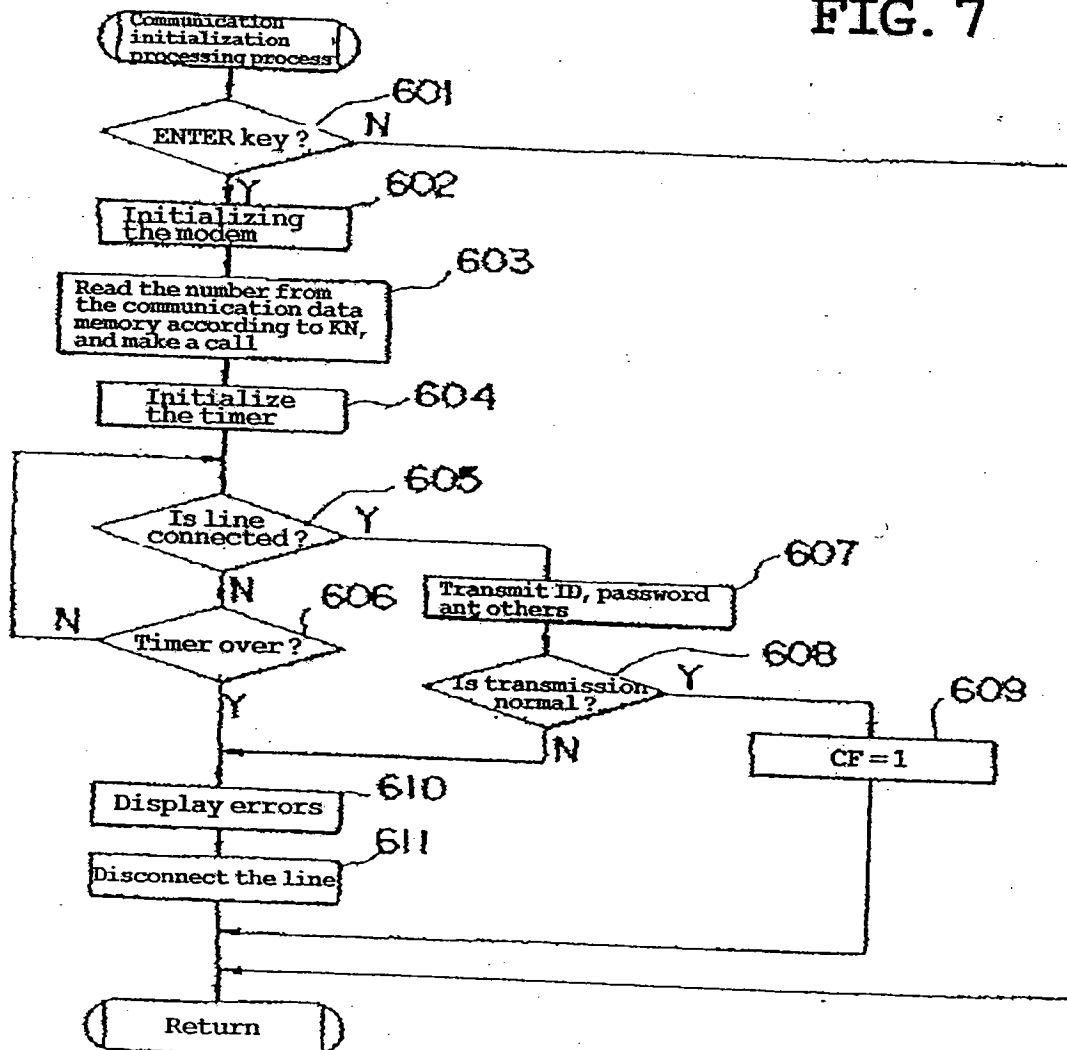 FIG. 7
Communication
initialization
processing process
601
ENTER key ?
N
Y
602
Initializing
the modem
603
Read the number from
the communication data
memory according to KN,
and make a call
604
Initialize
the timer
605
Is line
connected ?
Y
N
606
Timer over ?
N
Y
607
Transmit ID, password
ant others
608
Is transmission
normal ?
Y
N
609
CF = 1
610
Display errors
611
Disconnect the line
Return